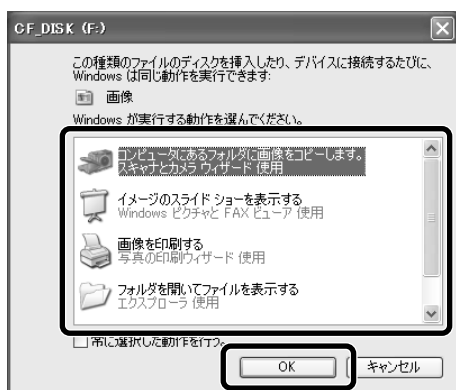 CF_DISK (F:)
この種類のファイルのディスクを挿入したり、デバイスに接続するたびに、
Windows は同じ動作を実行できます:
画像
Windows が実行する動作を選んでください。
コンピュータにあるフォルダに画像をコピーします。
スキャナとカメラ ウィザード 使用
イメージのスライド ショーを表示する
Windows ピクチャと FAX ビューア 使用
画像を印刷する
写真の印刷ウィザード 使用
フォルダを開いてファイルを表示する
エクスプローラ 使用
常に選択した動作を行う。
OK
キャンセル